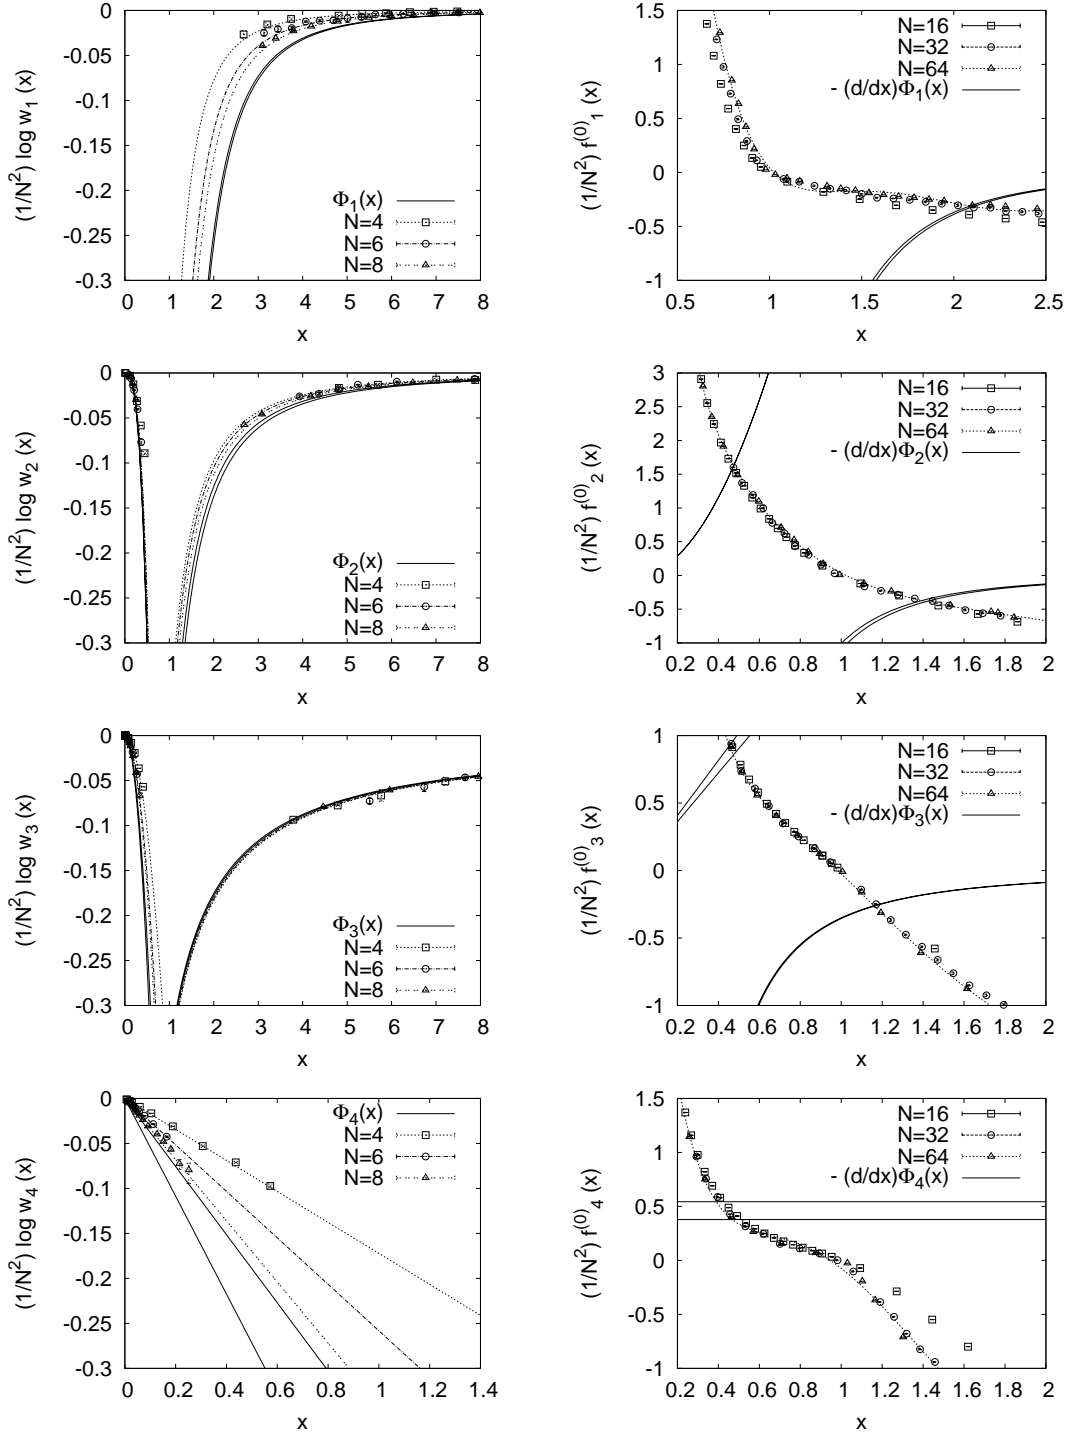 (1/N²) log w₁ (x)
0
-0.05
-0.1
-0.15
-0.2
-0.25
-0.3
Φ₁(x)
N=4
N=6
N=8
0 1 2 3 4 5 6 7 8
x
(1/N²) f⁽⁰⁾₁ (x)
1.5
1
0.5
0
-0.5
-1
N=16
N=32
N=64
- (d/dx)Φ₁(x)
0.5 1 1.5 2 2.5
x
(1/N²) log w₂ (x)
0
-0.05
-0.1
-0.15
-0.2
-0.25
-0.3
Φ₂(x)
N=4
N=6
N=8
0 1 2 3 4 5 6 7 8
x
(1/N²) f⁽⁰⁾₂ (x)
3
2.5
2
1.5
1
0.5
0
-0.5
-1
N=16
N=32
N=64
- (d/dx)Φ₂(x)
0.2 0.4 0.6 0.8 1 1.2 1.4 1.6 1.8 2
x
(1/N²) log w₃ (x)
0
-0.05
-0.1
-0.15
-0.2
-0.25
-0.3
Φ₃(x)
N=4
N=6
N=8
0 1 2 3 4 5 6 7 8
x
(1/N²) f⁽⁰⁾₃ (x)
1
0.5
0
-0.5
-1
N=16
N=32
N=64
- (d/dx)Φ₃(x)
0.2 0.4 0.6 0.8 1 1.2 1.4 1.6 1.8 2
x
(1/N²) log w₄ (x)
0
-0.05
-0.1
-0.15
-0.2
-0.25
-0.3
Φ₄(x)
N=4
N=6
N=8
0 0.2 0.4 0.6 0.8 1 1.2 1.4
x
(1/N²) f⁽⁰⁾₄ (x)
1.5
1
0.5
0
-0.5
-1
N=16
N=32
N=64
- (d/dx)Φ₄(x)
0.2 0.4 0.6 0.8 1 1.2 1.4 1.6 1.8 2
x